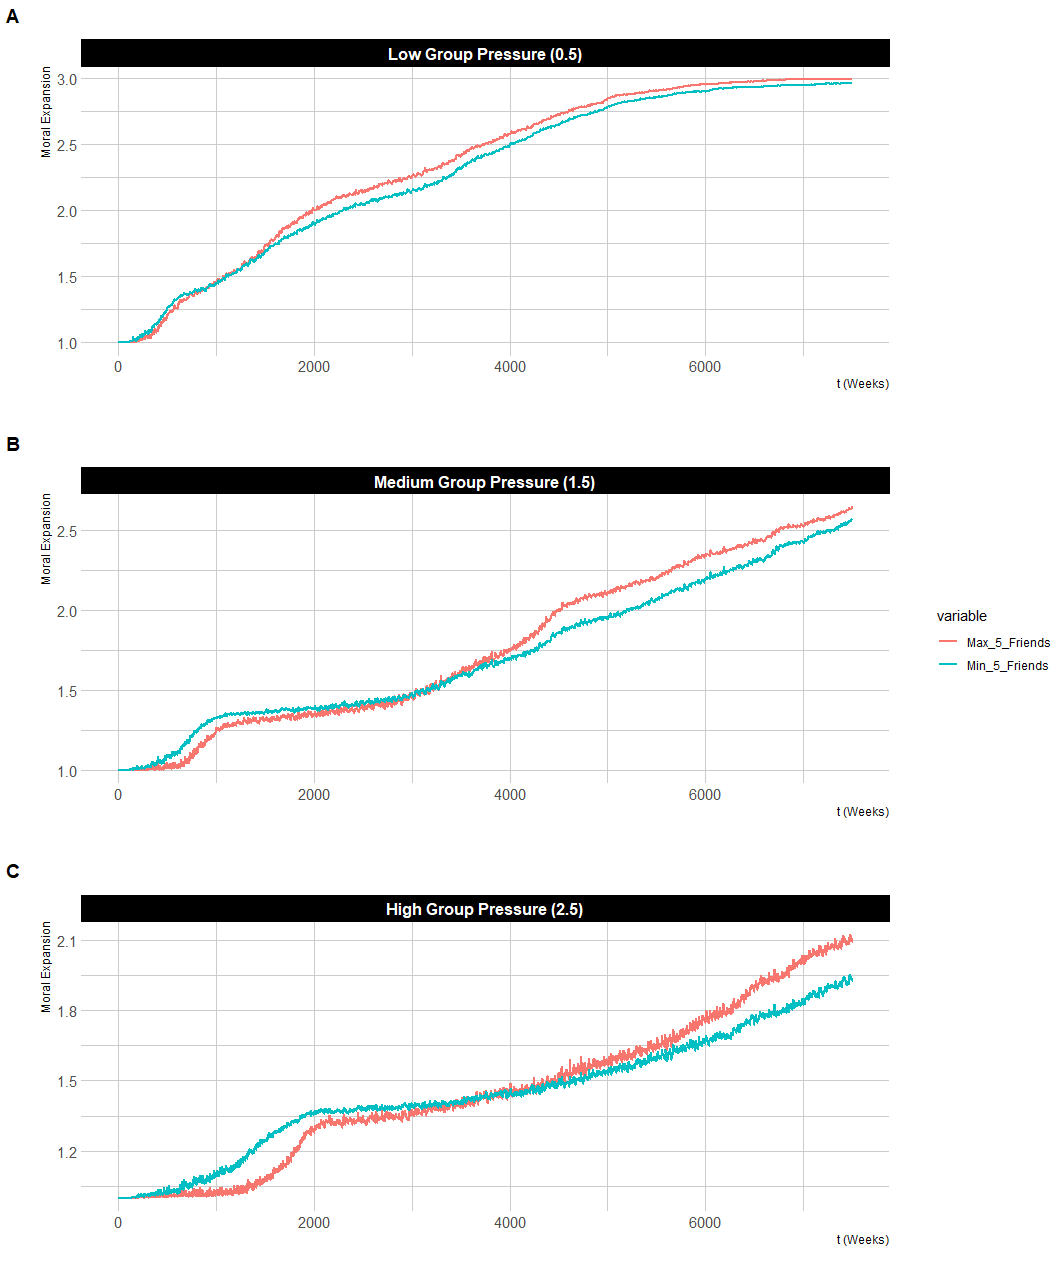 A
Low Group Pressure (0.5)
Moral Expansion
3.0
2.5
2.0
1.5
1.0
0 2000 4000 6000
t (Weeks)
B
Medium Group Pressure (1.5)
Moral Expansion
2.5
2.0
1.5
1.0
0 2000 4000 6000
t (Weeks)
variable
Max_5_Friends
Min_5_Friends
C
High Group Pressure (2.5)
Moral Expansion
2.1
1.8
1.5
1.2
0 2000 4000 6000
t (Weeks)